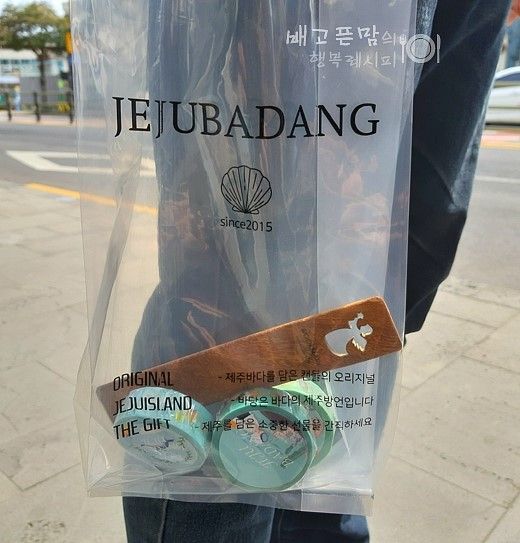 배고픈맘의
행복레시피
JEJUBADANG
since2015
ORIGINAL
- 제주바다를 담은 캔들의 오리지널
JEJUISLAND
- 바당은 바다의 제주방언입니다
THE GIFT
- 제주를 담은 소중한 선물을 간직하세요